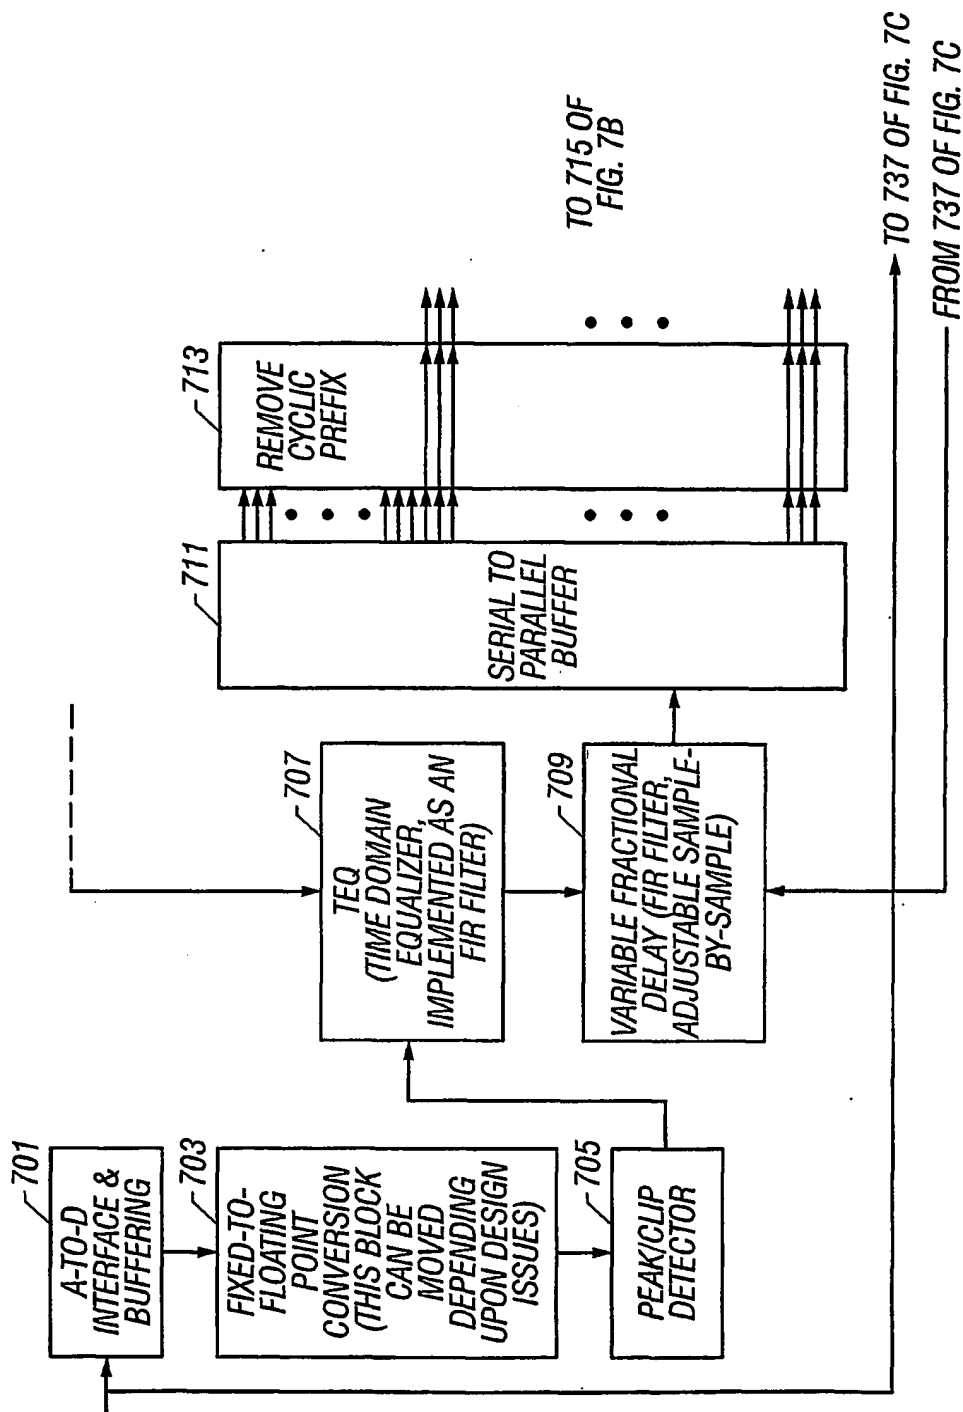 701
A-TO-D
INTERFACE &
BUFFERING
703
FIXED-TO-
FLOATING
POINT
CONVERSION
(THIS BLOCK
CAN BE
MOVED
DEPENDING
UPON DESIGN
ISSUES)
705
PEAK/CLIP
DETECTOR
707
TEQ
(TIME DOMAIN
EQUALIZER,
IMPLEMENTED AS AN
FIR FILTER)
709
VARIABLE FRACTIONAL
DELAY (FIR FILTER,
ADJUSTABLE SAMPLE-
BY-SAMPLE)
711
SERIAL TO
PARALLEL
BUFFER
713
REMOVE
CYCLIC
PREFIX
TO 715 OF
FIG. 7B
TO 737 OF FIG. 7C
FROM 737 OF FIG. 7C